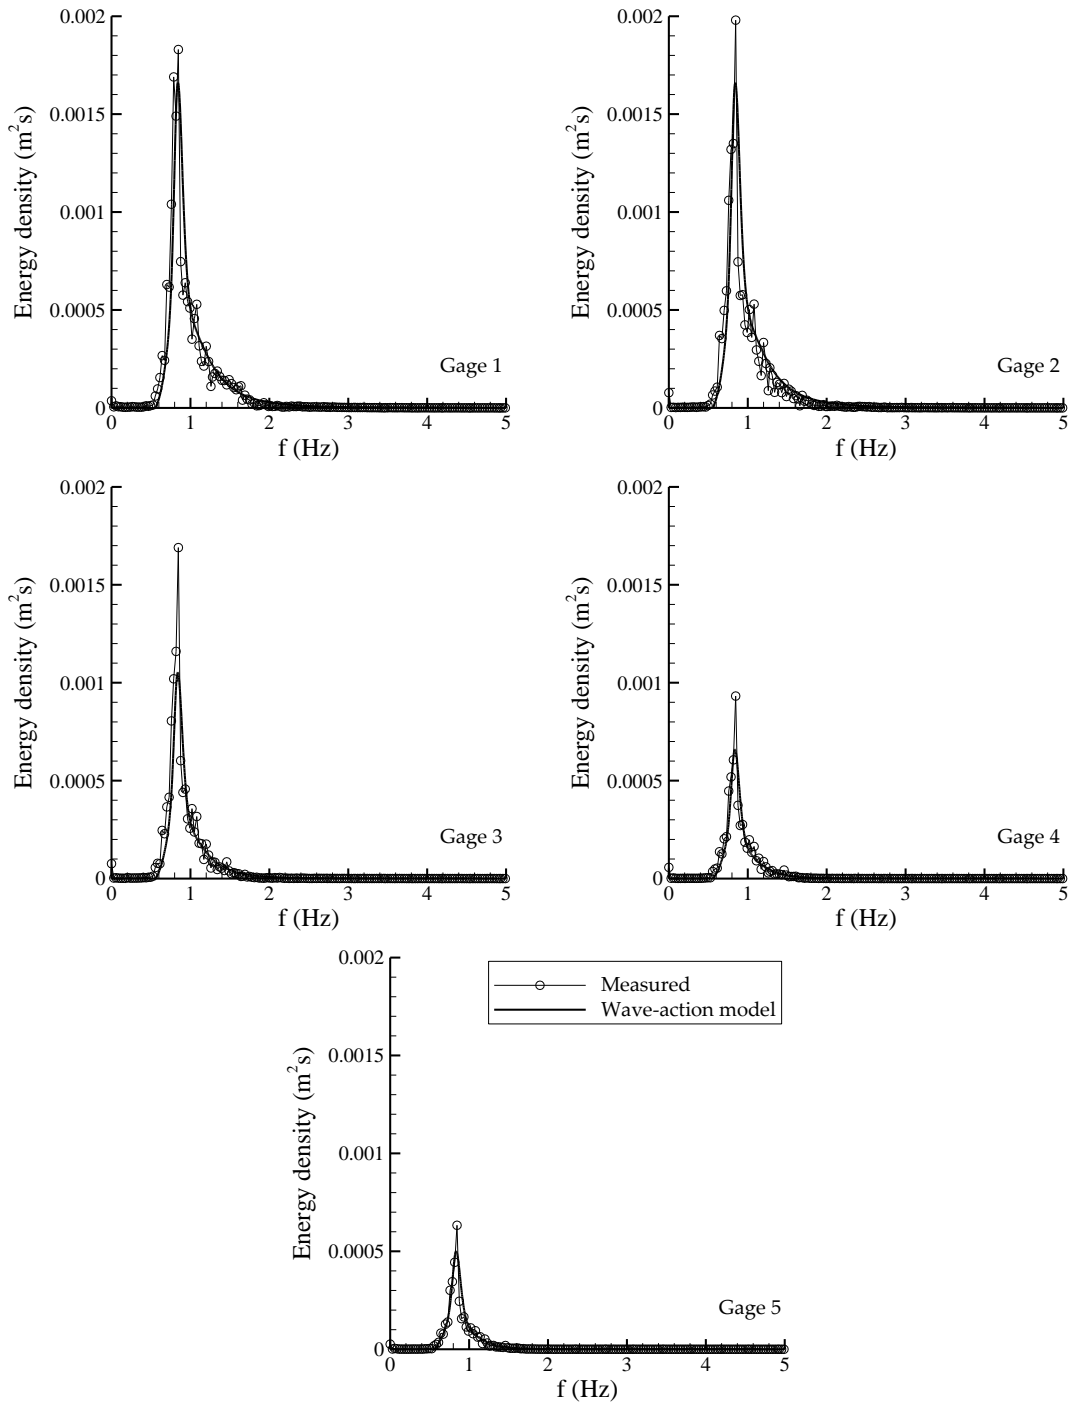 0.002
0.0015
0.001
0.0005
0
Energy density (m²s)
0 1 2 3 4 5
f (Hz)
Gage 1
0.002
0.0015
0.001
0.0005
0
Energy density (m²s)
0 1 2 3 4 5
f (Hz)
Gage 2
0.002
0.0015
0.001
0.0005
0
Energy density (m²s)
0 1 2 3 4 5
f (Hz)
Gage 3
0.002
0.0015
0.001
0.0005
0
Energy density (m²s)
0 1 2 3 4 5
f (Hz)
Gage 4
0.002
0.0015
0.001
0.0005
0
Energy density (m²s)
0 1 2 3 4 5
f (Hz)
Measured
Wave-action model
Gage 5